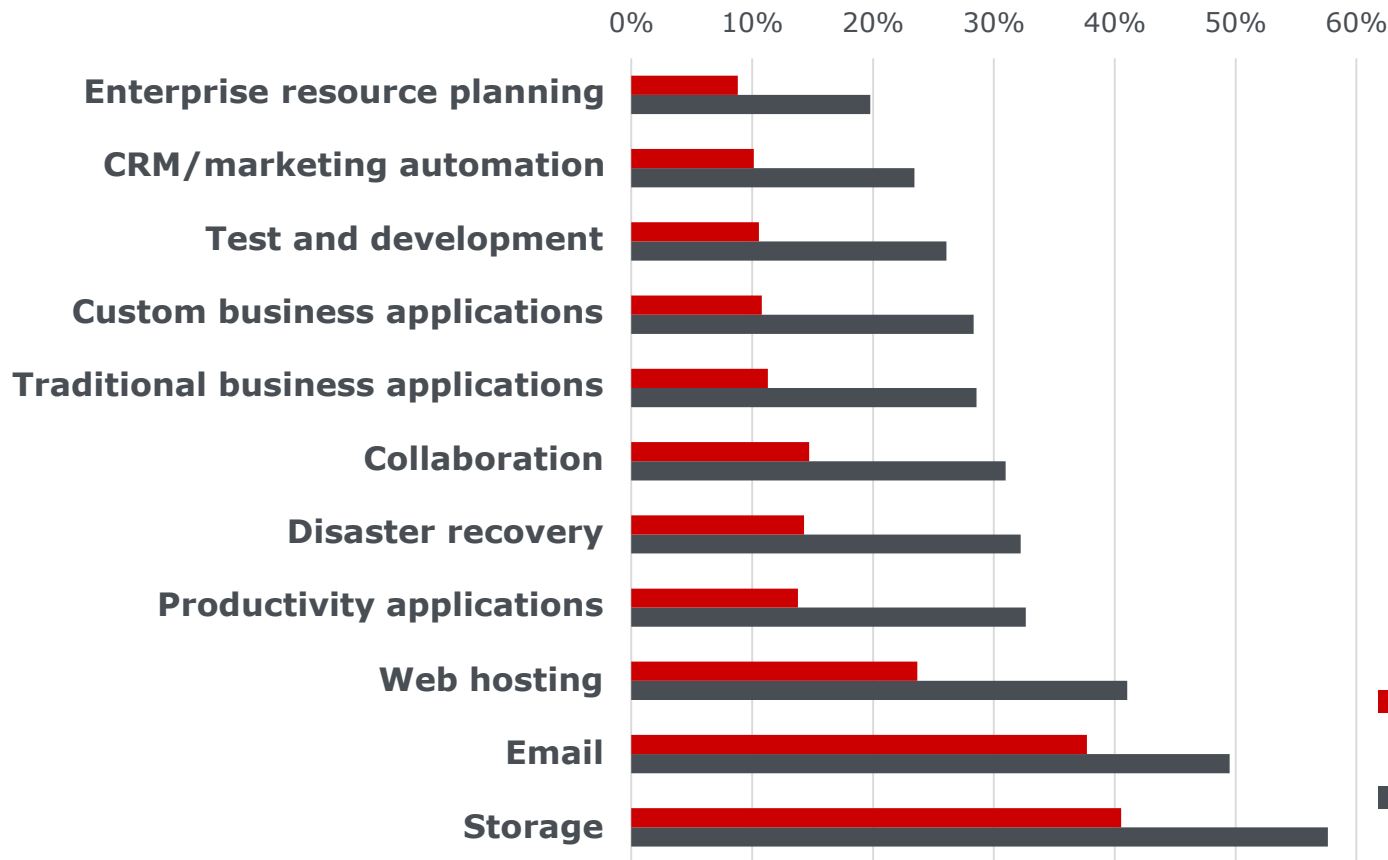 0% 10% 20% 30% 40% 50% 60%
Enterprise resource planning
CRM/marketing automation
Test and development
Custom business applications
Traditional business applications
Collaboration
Disaster recovery
Productivity applications
Web hosting
Email
Storage